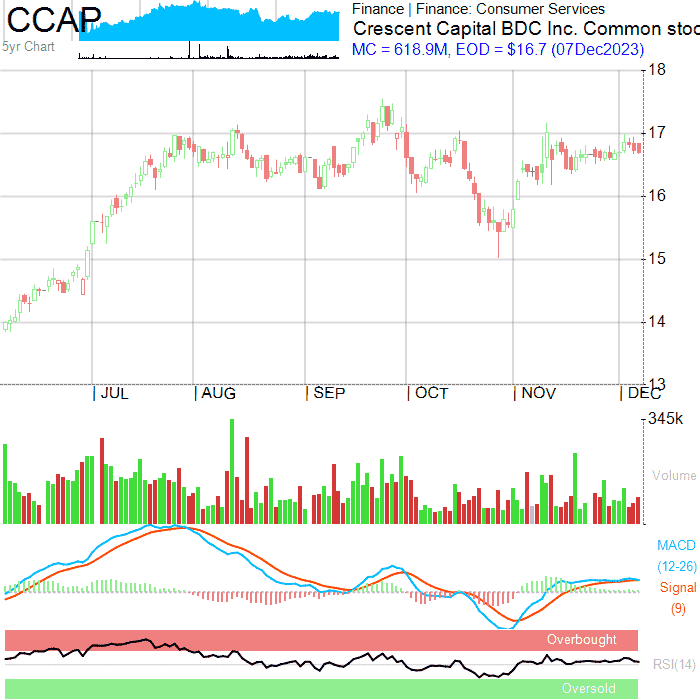 CCAP
5yr Chart
Finance | Finance: Consumer Services
Crescent Capital BDC Inc. Common stoc
MC = 618.9M, EOD = $16.7 (07Dec2023)
18
17
16
15
14
13
| JUL | AUG | SEP | OCT | NOV | DEC
345k
Volume
MACD
(12-26)
Signal
(9)
Overbought
RSI(14)
Oversold